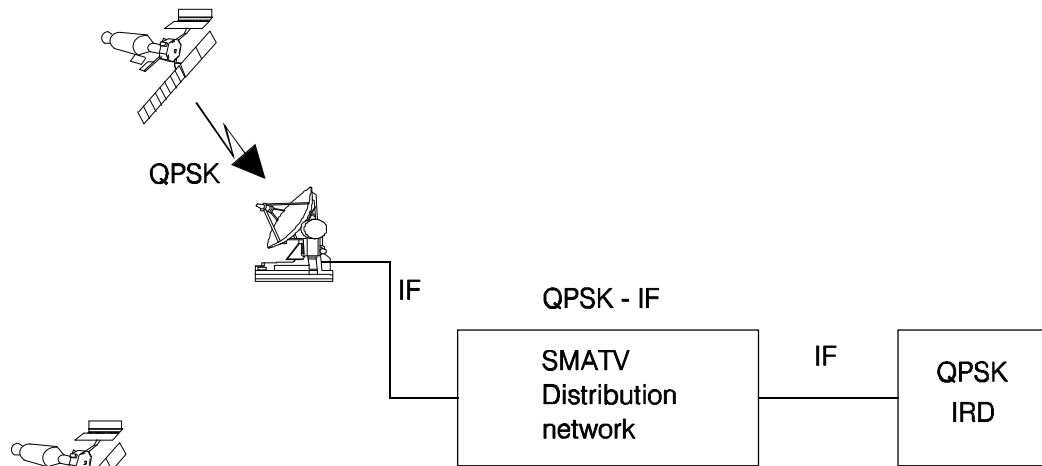 QPSK
IF
QPSK - IF
SMATV
Distribution
network
IF
QPSK
IRD